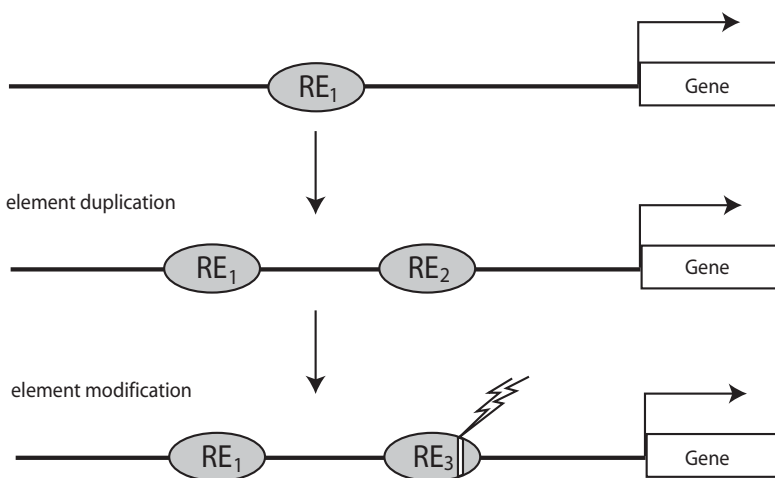 RE₁ Gene
element duplication
RE₁ RE₂ Gene
element modification
RE₁ RE₃ Gene